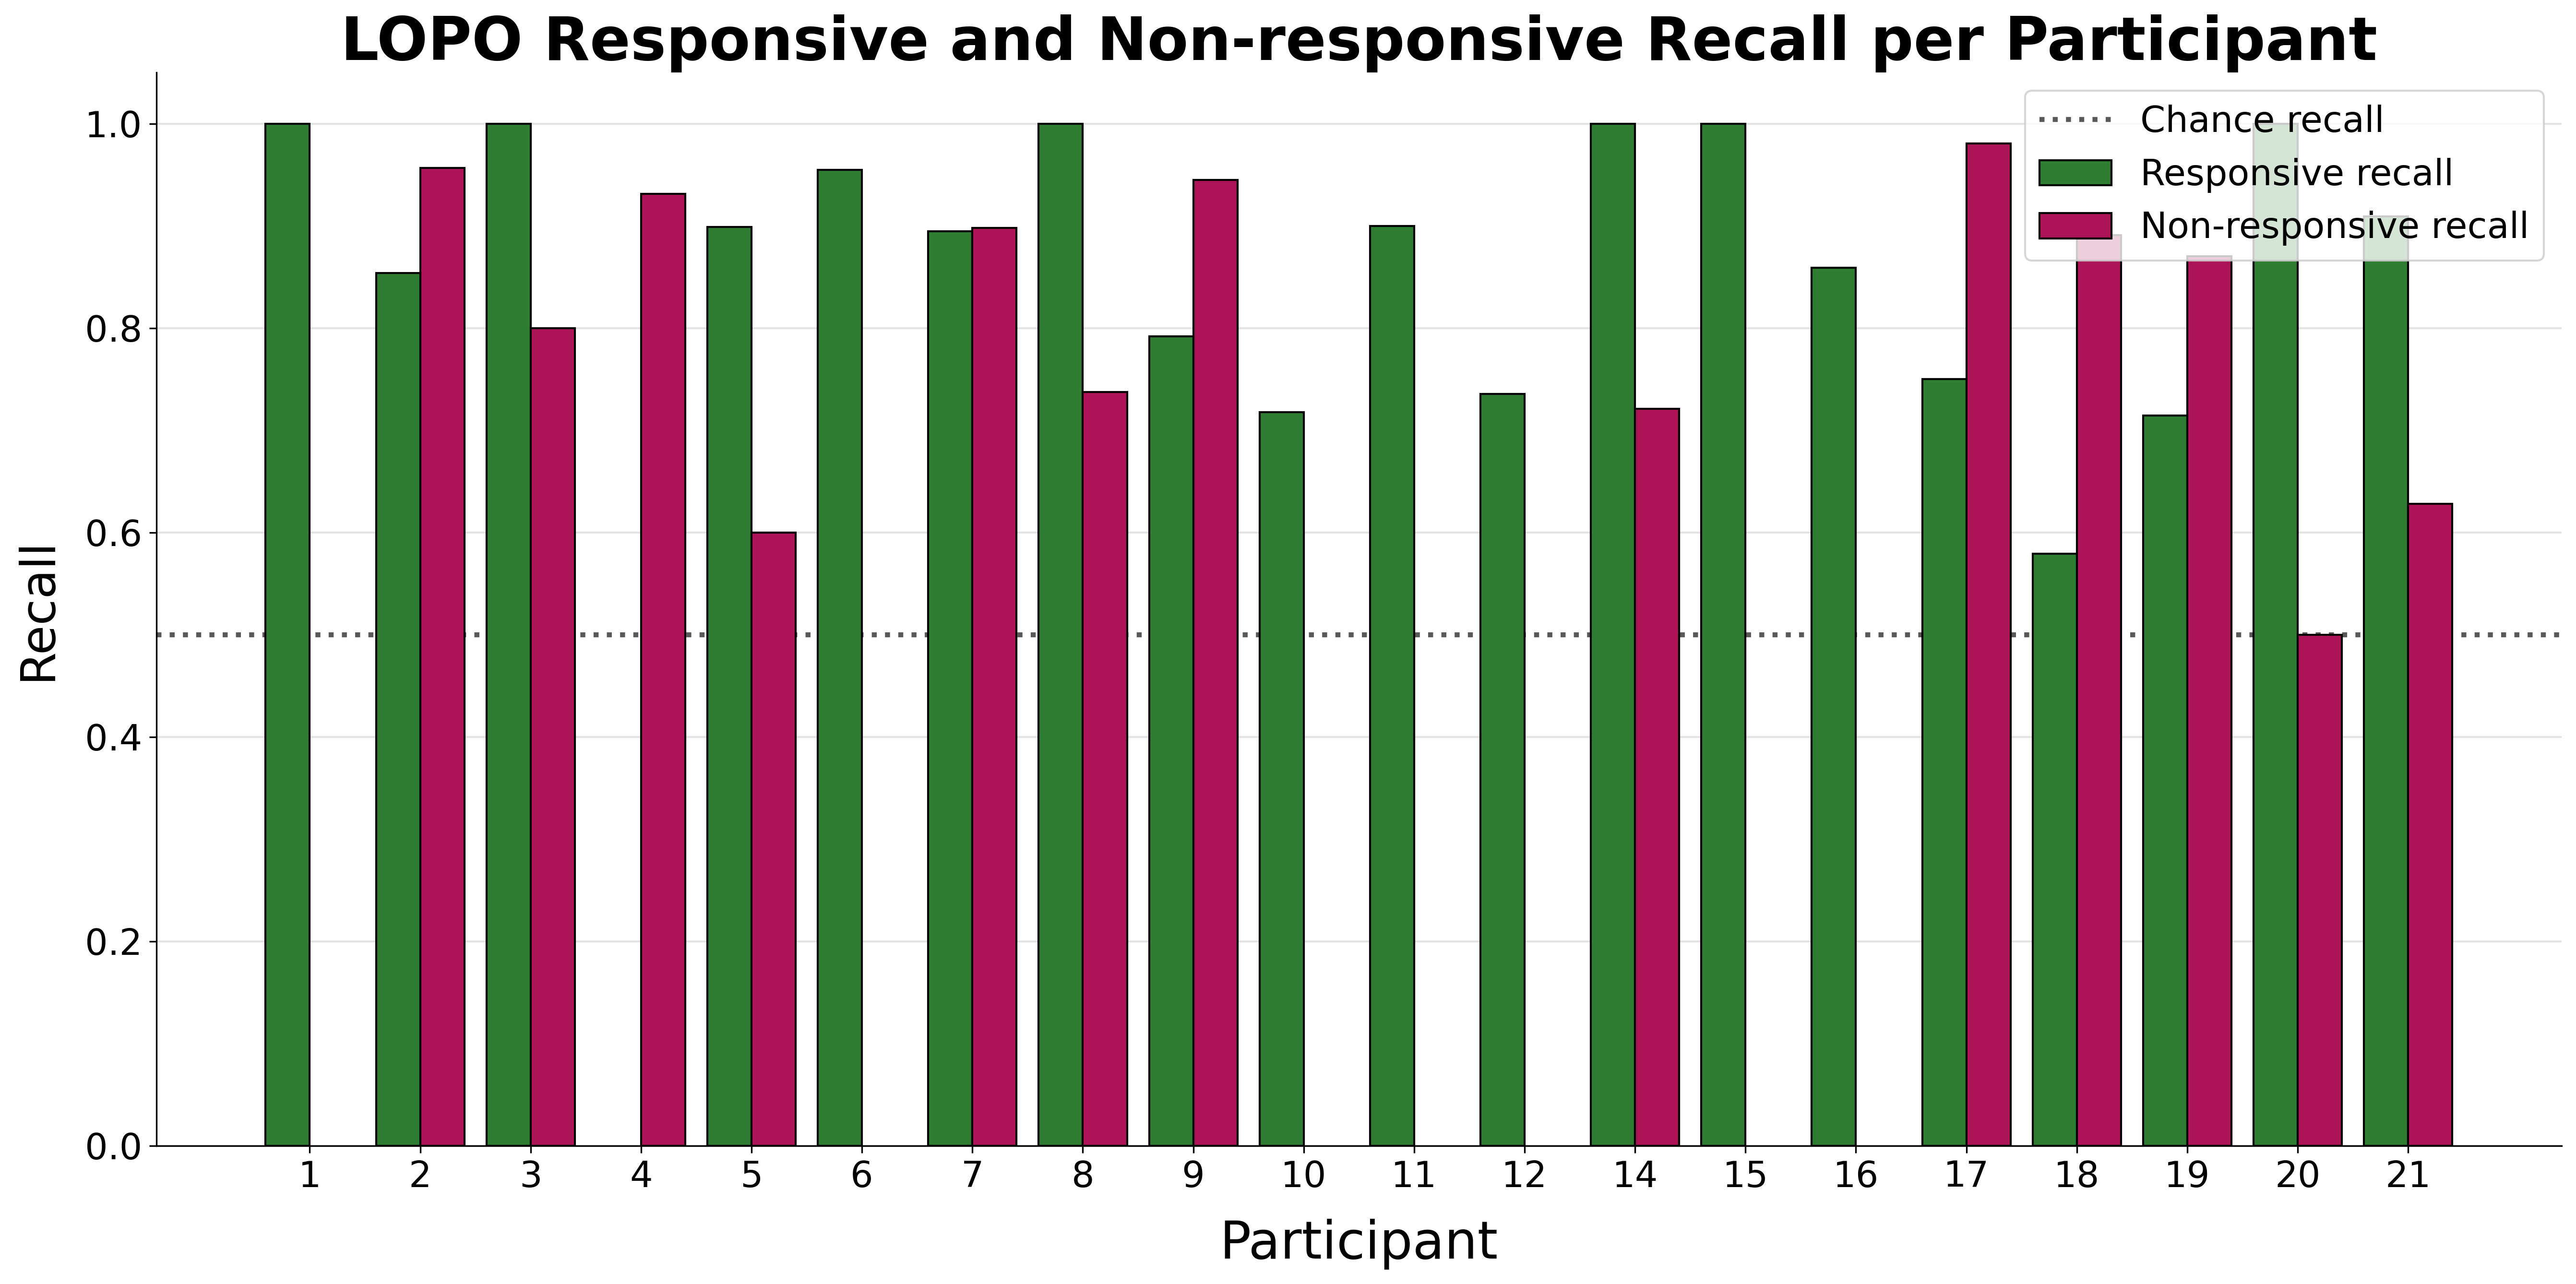 LOPO Responsive and Non-responsive Recall per Participant
Chance recall
Responsive recall
Non-responsive recall
Recall
1.0
0.8
0.6
0.4
0.2
0.0
1 2 3 4 5 6 7 8 9 10 11 12 14 15 16 17 18 19 20 21
Participant